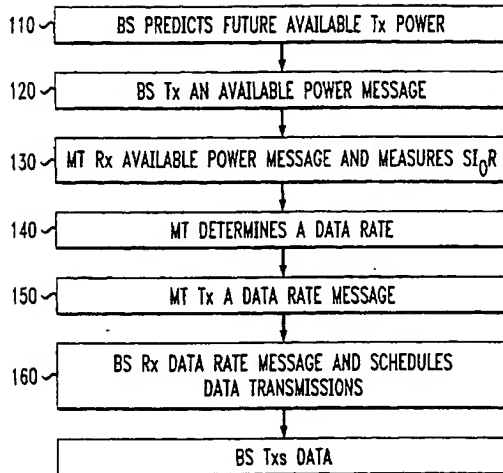 110 BS PREDICTS FUTURE AVAILABLE Tx POWER
120 BS Tx AN AVAILABLE POWER MESSAGE
130 MT Rx AVAILABLE POWER MESSAGE AND MEASURES SI₀R
140 MT DETERMINES A DATA RATE
150 MT Tx A DATA RATE MESSAGE
160 BS Rx DATA RATE MESSAGE AND SCHEDULES
DATA TRANSMISSIONS
BS Txs DATA